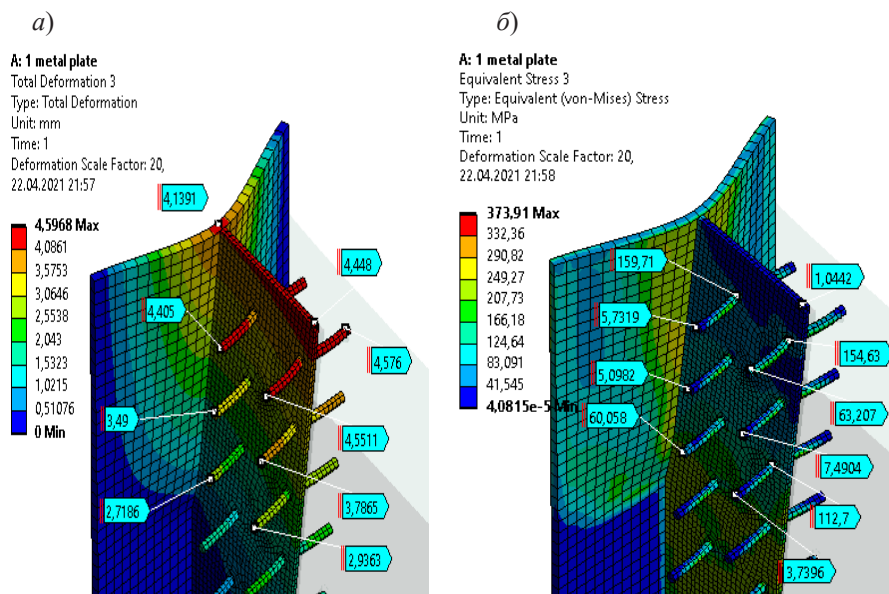 а)
A: 1 metal plate
Total Deformation 3
Type: Total Deformation
Unit: mm
Time: 1
Deformation Scale Factor: 20,
22.04.2021 21:57
4,5968 Max
4,0861
3,5753
3,0646
2,5538
2,043
1,5323
1,0215
0,51076
0 Min
4,1391
4,448
4,405
4,576
3,49
4,5511
3,7865
2,7186
2,9363
б)
A: 1 metal plate
Equivalent Stress 3
Type: Equivalent (von-Mises) Stress
Unit: MPa
Time: 1
Deformation Scale Factor: 20,
22.04.2021 21:58
373,91 Max
332,36
290,82
249,27
207,73
166,18
124,64
83,091
41,545
4,0815e-5 Min
159,71
1,0442
5,7319
154,63
5,0982
63,207
60,058
7,4904
112,7
3,7396